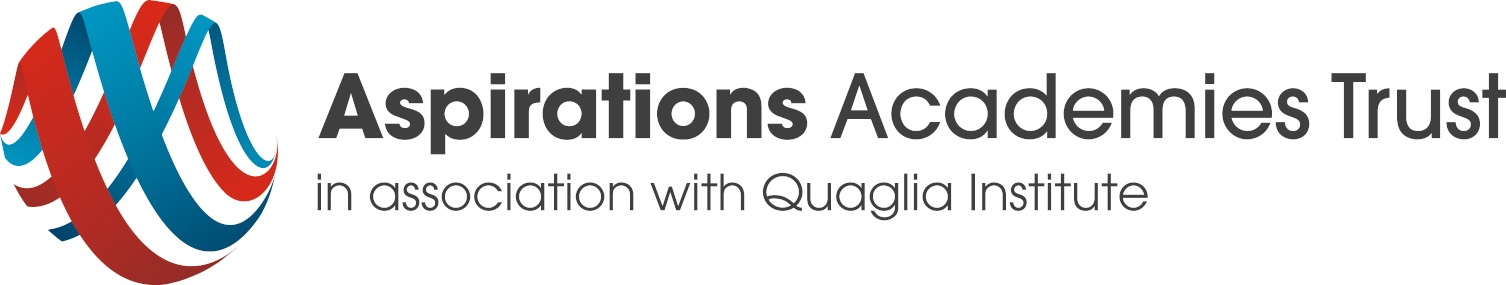 Aspirations Academies Trust
in association with Quaglia Institute